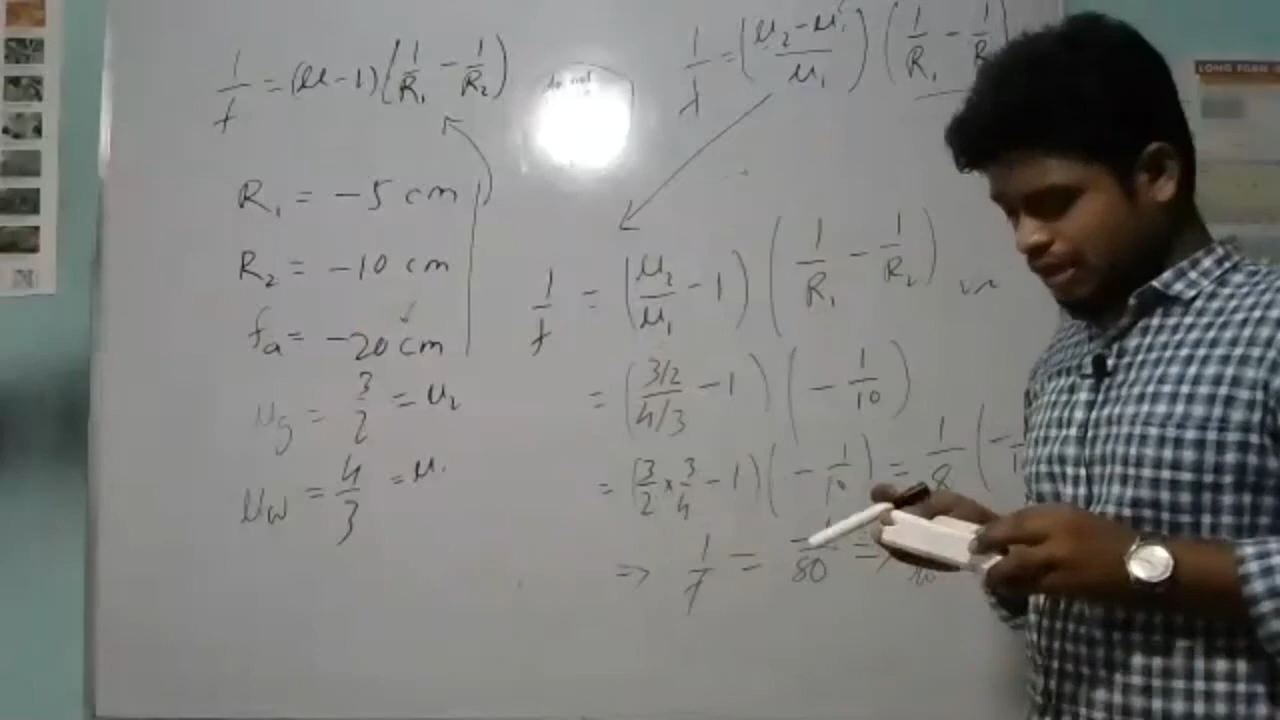 1/f = (μ-1)(1/R₁ - 1/R₂)
R₁ = -5 cm
R₂ = -10 cm
fa = -20 cm
μg = 3/2 = μ₂
μw = 4/3 = μ₁
1/f = (μ₂-μ₁/μ₁)(1/R₁ - 1/R
1/f = (μ₂/μ₁ - 1)(1/R₁ - 1/R₂)
= (3/2/4/3 - 1)(-1/10)
= (3/2 × 3/4 - 1)(-1/10) = 1/8(-1
⇒ 1/f = -1/80 ⇒
LONG FORM